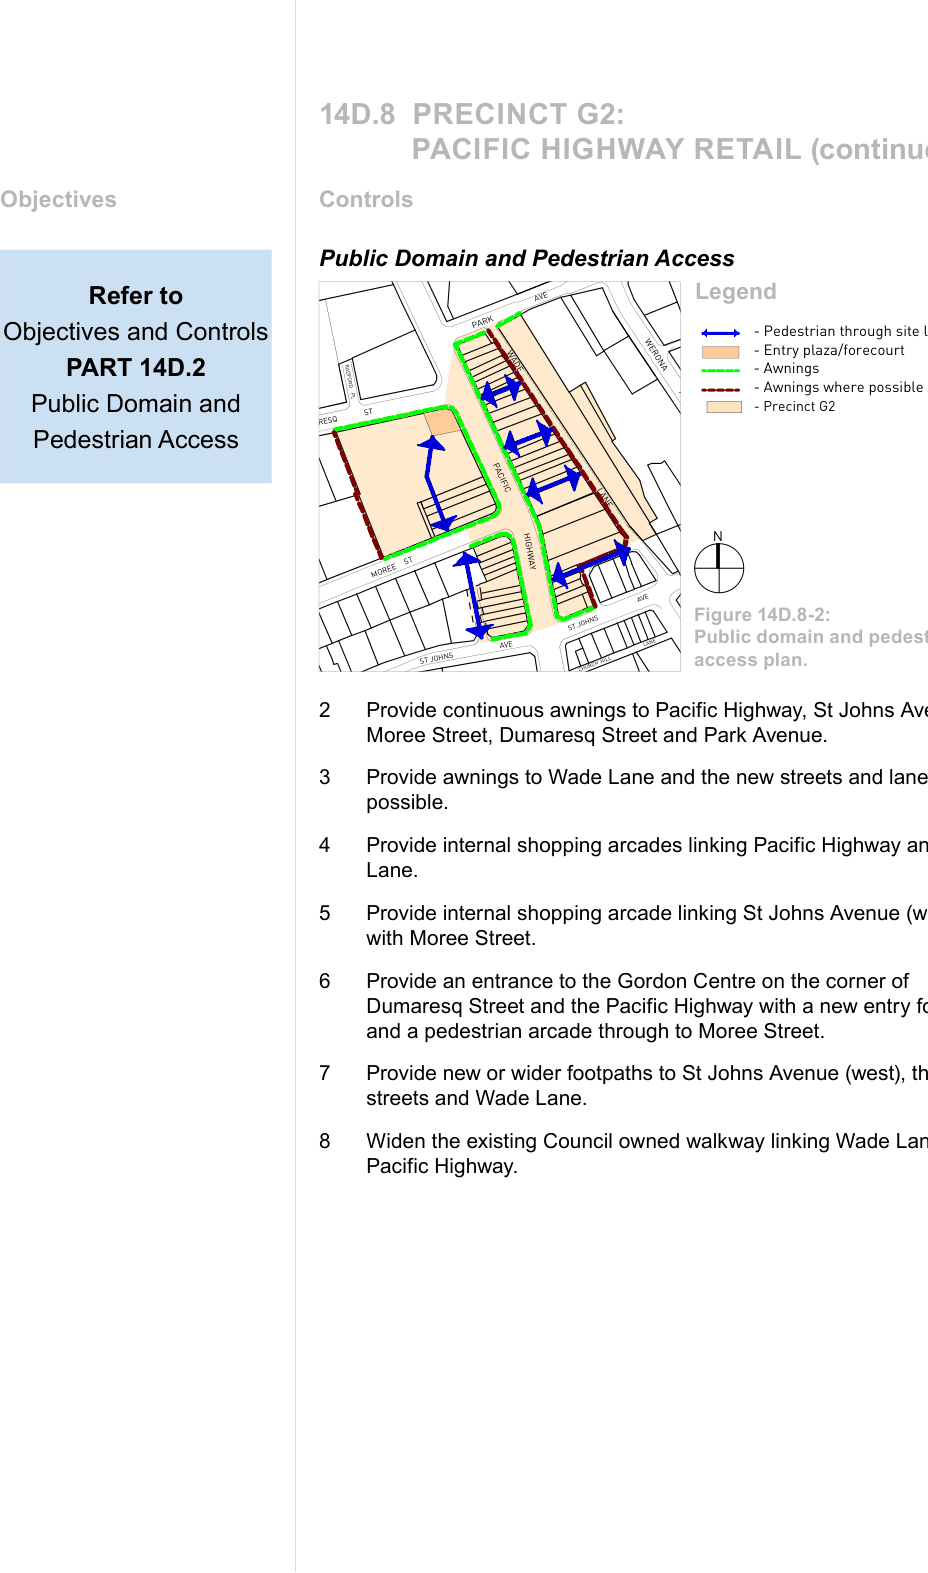 14D.8 PRECINCT G2:
PACIFIC HIGHWAY RETAIL (continue
Objectives
Controls
Refer to
Objectives and Controls
PART 14D.2
Public Domain and
Pedestrian Access
Public Domain and Pedestrian Access
Legend
- Pedestrian through site l
- Entry plaza/forecourt
- Awnings
- Awnings where possible
- Precinct G2
PARK AVE
WADE
WERONA
RESQ ST
PACIFIC
LANE
HIGHWAY
MOREE ST
AVE
ST JOHNS
ST JOHNS AVE
CHURCH HILL LANE
N
Figure 14D.8-2:
Public domain and pedest
access plan.
2 Provide continuous awnings to Pacific Highway, St Johns Ave
Moree Street, Dumaresq Street and Park Avenue.
3 Provide awnings to Wade Lane and the new streets and lane
possible.
4 Provide internal shopping arcades linking Pacific Highway an
Lane.
5 Provide internal shopping arcade linking St Johns Avenue (w
with Moree Street.
6 Provide an entrance to the Gordon Centre on the corner of
Dumaresq Street and the Pacific Highway with a new entry fo
and a pedestrian arcade through to Moree Street.
7 Provide new or wider footpaths to St Johns Avenue (west), th
streets and Wade Lane.
8 Widen the existing Council owned walkway linking Wade Lan
Pacific Highway.